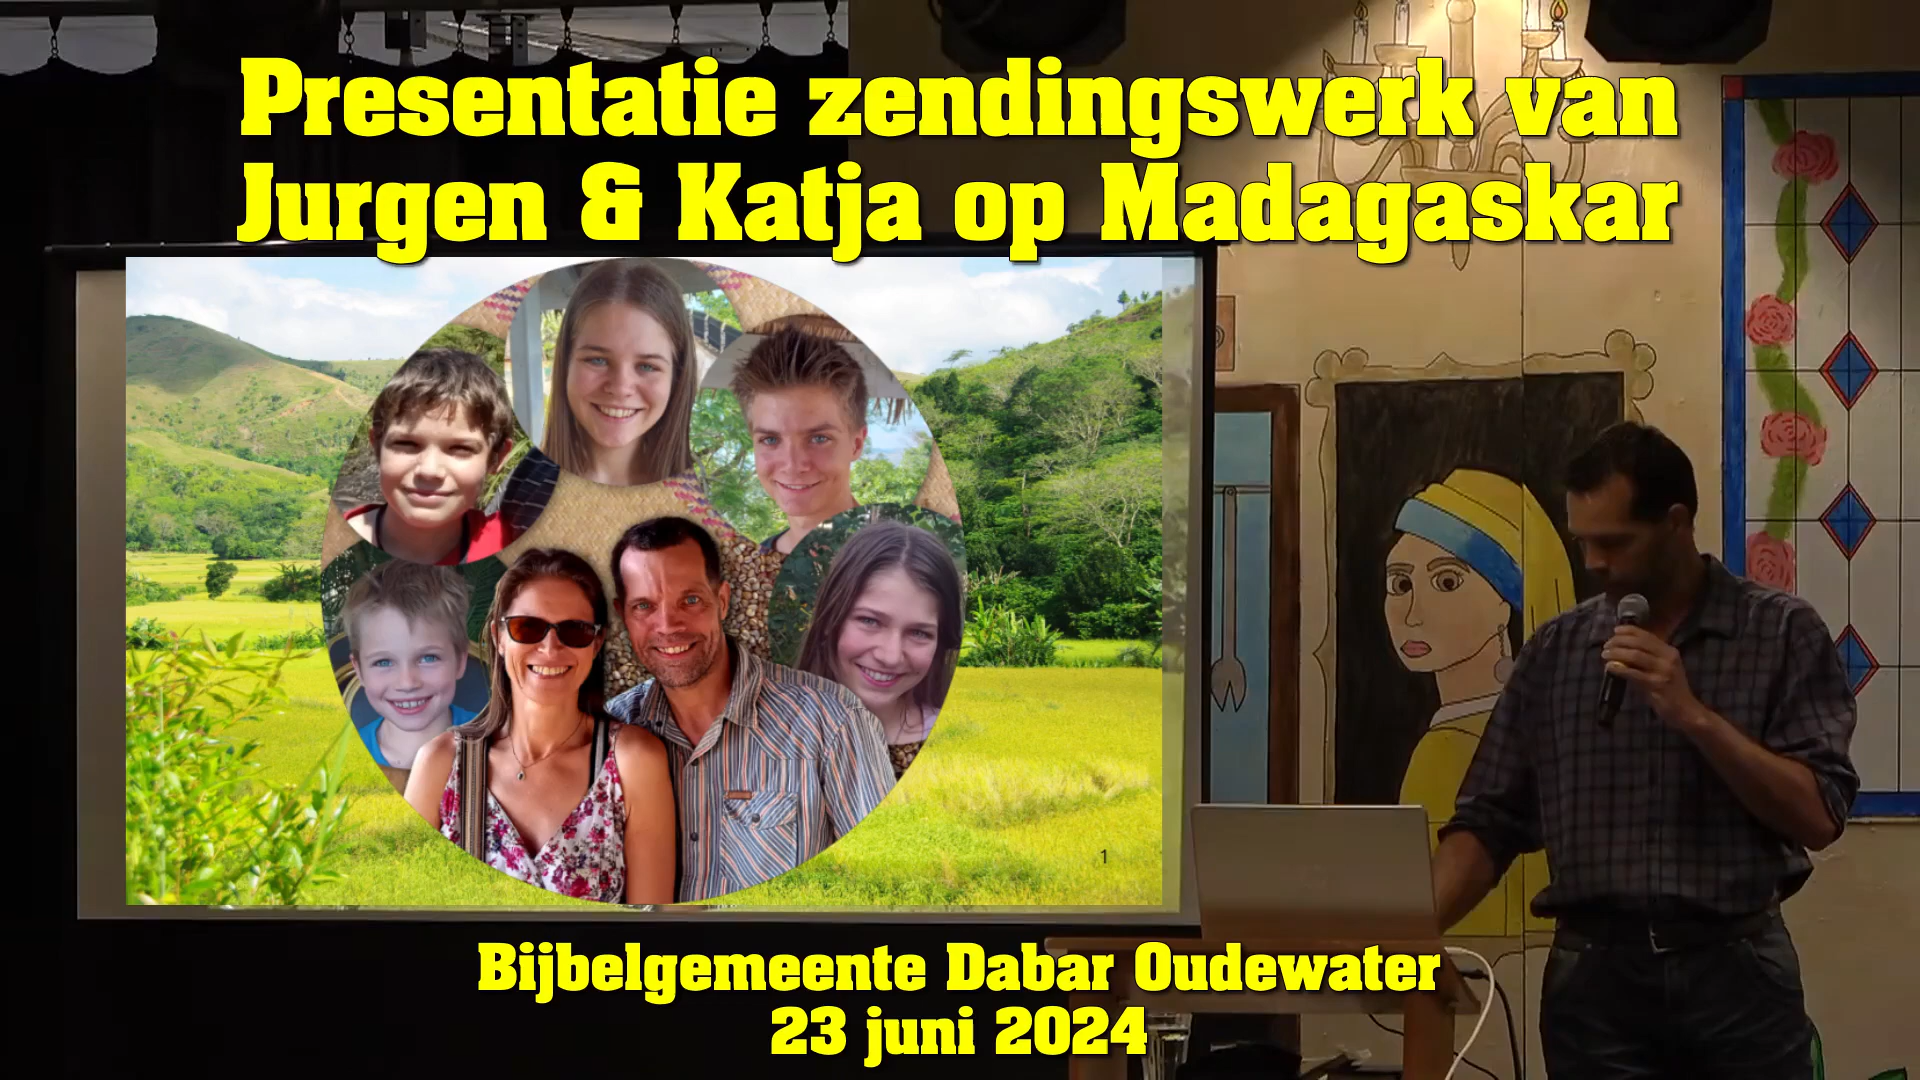 Presentatie zendingswerk van
Jurgen & Katja op Madagaskar
1
Bijbelgemeente Dabar Oudewater
23 juni 2024